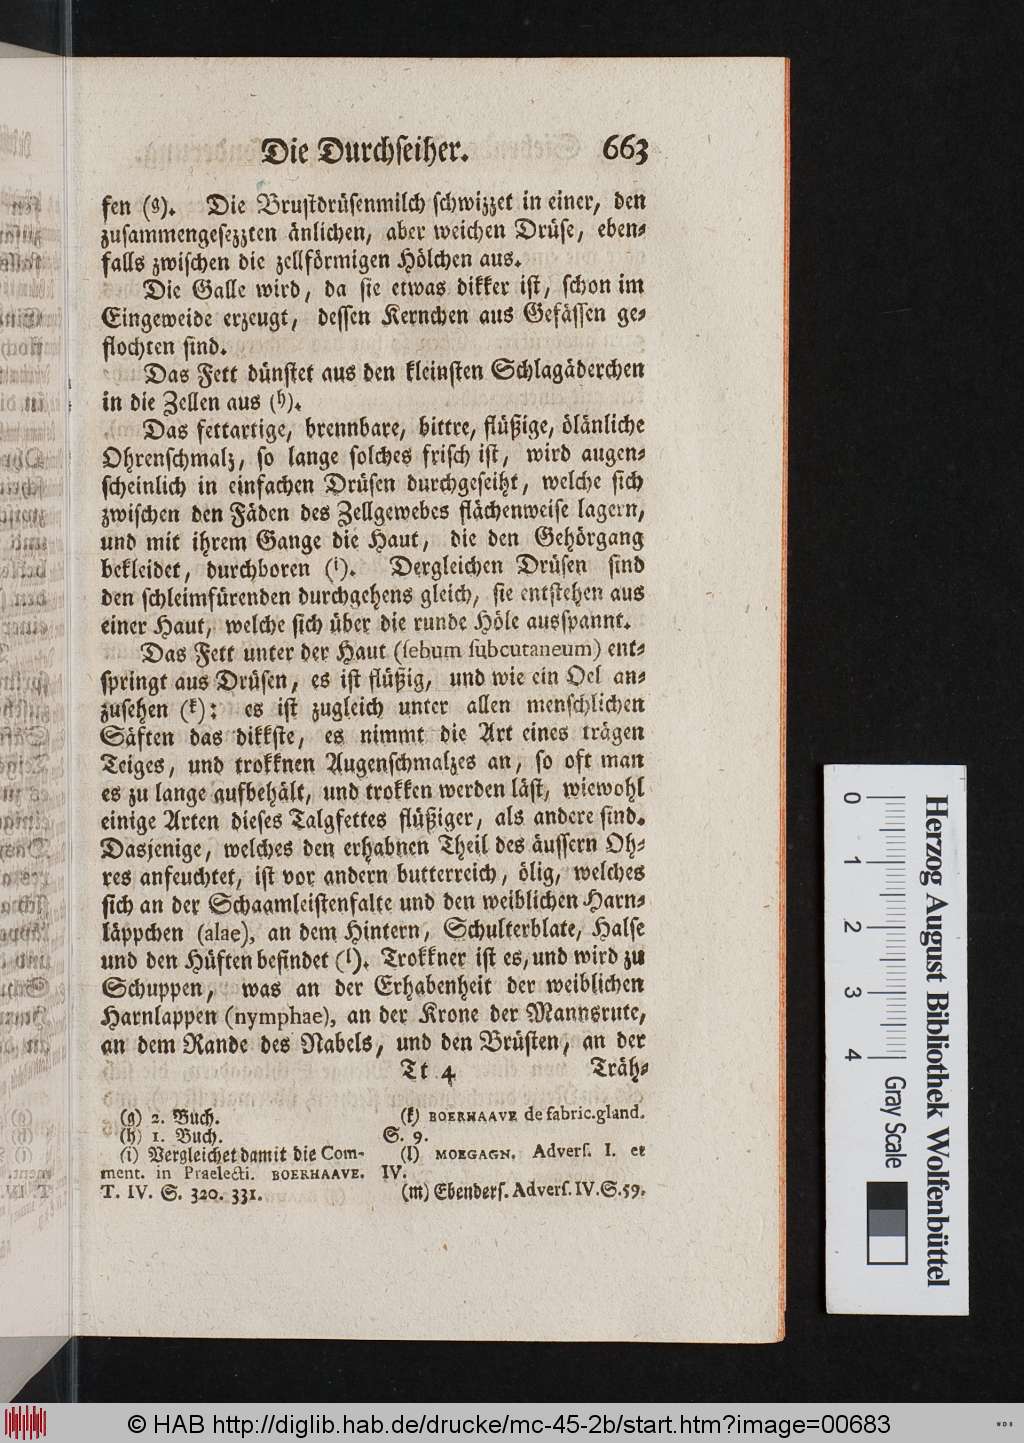 Die Durchseiher. 663
fen (g). Die Brustdrüsenmilch schwizzet in einer, den
zusammengesezzten änlichen, aber weichen Drüse, eben-
falls zwischen die zellförmigen Hölchen aus.
Die Galle wird, da sie etwas dikker ist, schon im
Eingeweide erzeugt, dessen Kernchen aus Gefässen ge-
flochten sind.
Das Fett dünstet aus den kleinsten Schlagäderchen
in die Zellen aus (h).
Das fettartige, brennbare, bittre, flüßige, ölänliche
Ohrenschmalz, so lange solches frisch ist, wird augen-
scheinlich in einfachen Drüsen durchgeseiht, welche sich
zwischen den Fäden des Zellgewebes flächenweise lagern,
und mit ihrem Gange die Haut, die den Gehörgang
bekleidet, durchboren (i). Dergleichen Drüsen sind
den schleimfürenden durchgehens gleich, sie entstehen aus
einer Haut, welche sich über die runde Höle ausspannt.
Das Fett unter der Haut (sebum subcutaneum) ent-
springt aus Drüsen, es ist flüßig, und wie ein Oel an-
zusehen (k): es ist zugleich unter allen menschlichen
Säften das dikkste, es nimmt die Art eines trägen
Teiges, und trokknen Augenschmalzes an, so oft man
es zu lange aufbehält, und trokken werden läst, wiewohl
einige Arten dieses Talgfettes flüßiger, als andere sind.
Dasjenige, welches den erhabnen Theil des äussern Oh-
res anfeuchtet, ist vor andern butterreich, ölig, welches
sich an der Schaamleistenfalte und den weiblichen Harn-
läppchen (alae), an dem Hintern, Schulterblate, Halse
und den Hüften befindet (l). Trokkner ist es, und wird zu
Schuppen, was an der Erhabenheit der weiblichen
Harnlappen (nymphae), an der Krone der Mannsrute,
an dem Rande des Nabels, und den Brüsten, an der
Tt 4 Träh-
(g) 2. Buch.
(h) 1. Buch.
(i) Vergleichet damit die Com-
ment. in Praelecti. BOERHAAVE.
T. IV. S. 320. 331.
(k) BOERHAAVE de fabric. gland.
S. 9.
(l) MORGAGN. Advers. I. et
IV.
(m) Ebenders. Advers. IV. S. 59.
0 1 2 3 4
Gray Scale
Herzog August Bibliothek Wolfenbüttel
© HAB http://diglib.hab.de/drucke/mc-45-2b/start.htm?image=00683